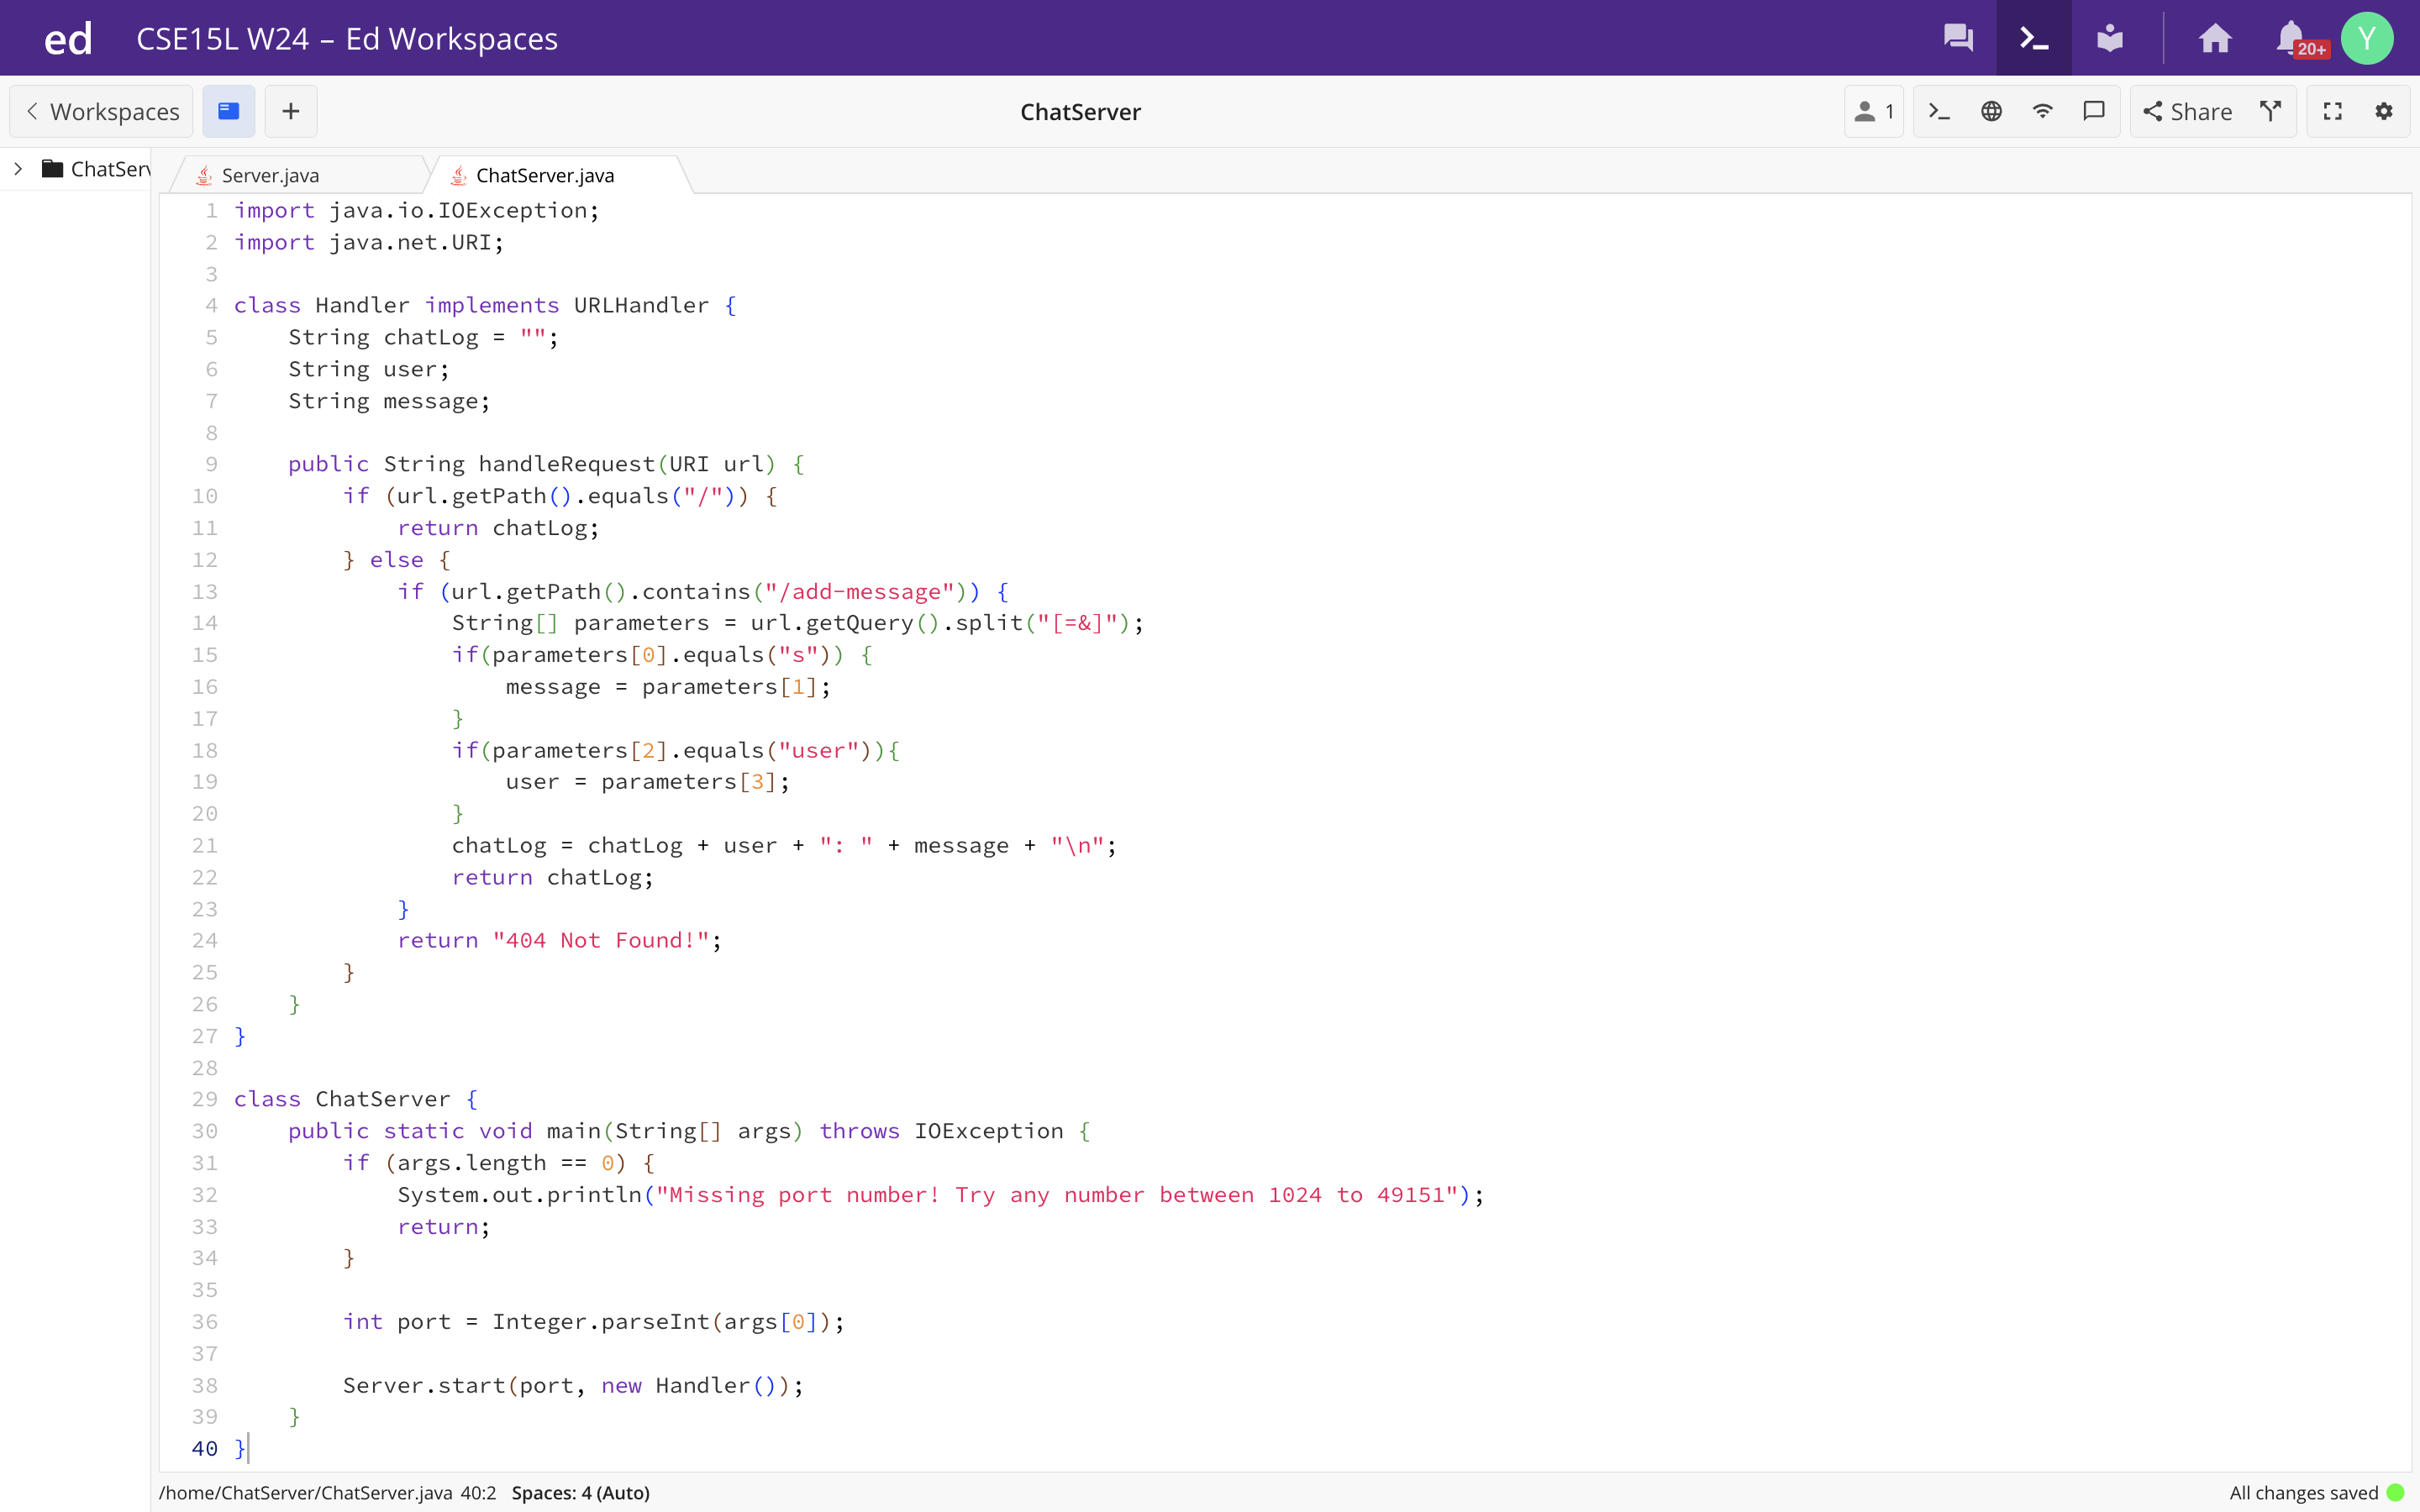 ed CSE15L W24 – Ed Workspaces 20+ Y
Workspaces ChatServer 1 Share
ChatServ Server.java ChatServer.java
1 import java.io.IOException;
2 import java.net.URI;
3
4 class Handler implements URLHandler {
5     String chatLog = "";
6     String user;
7     String message;
8
9     public String handleRequest(URI url) {
10         if (url.getPath().equals("/")) {
11             return chatLog;
12         } else {
13             if (url.getPath().contains("/add-message")) {
14                 String[] parameters = url.getQuery().split("[=&]");
15                 if(parameters[0].equals("s")) {
16                     message = parameters[1];
17                 }
18                 if(parameters[2].equals("user")){
19                     user = parameters[3];
20                 }
21                 chatLog = chatLog + user + ": " + message + "\n";
22                 return chatLog;
23             }
24             return "404 Not Found!";
25         }
26     }
27 }
28
29 class ChatServer {
30     public static void main(String[] args) throws IOException {
31         if (args.length == 0) {
32             System.out.println("Missing port number! Try any number between 1024 to 49151");
33             return;
34         }
35
36         int port = Integer.parseInt(args[0]);
37
38         Server.start(port, new Handler());
39     }
40 }
/home/ChatServer/ChatServer.java 40:2 Spaces: 4 (Auto) All changes saved